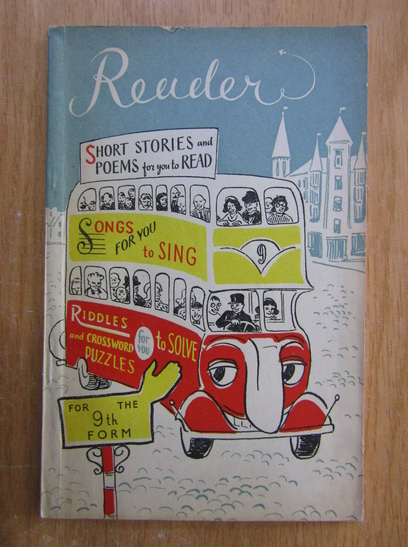 Reader
SHORT STORIES and
POEMS for you to READ
SONGS
FOR YOU
to SING
9
RIDDLES
and CROSSWORD
PUZZLES
for
you
to SOLVE
FOR THE
9th
FORM